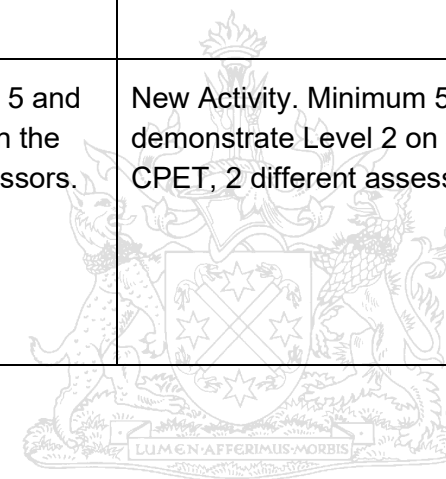 5 and
n the
ssors.
New Activity. Minimum 5
demonstrate Level 2 on
CPET, 2 different assess
LUMEN·AFFERIMUS·MORBIS